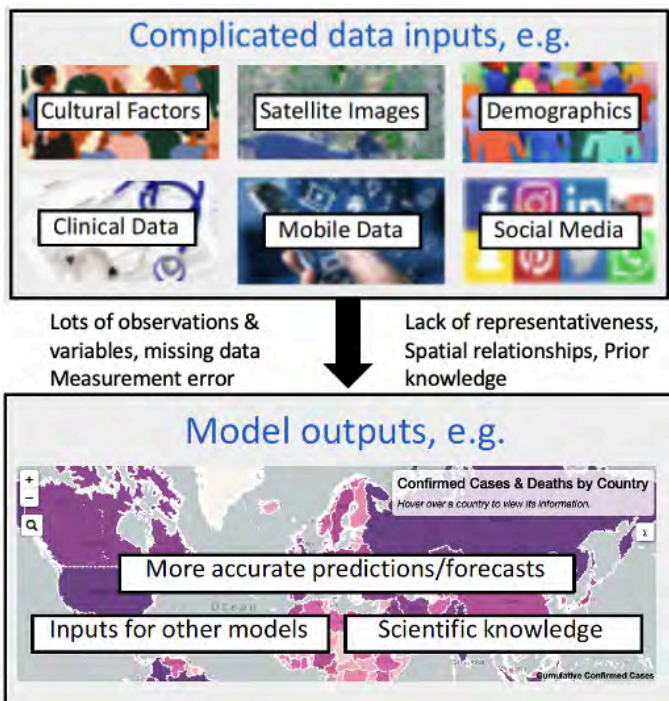 Complicated data inputs, e.g.
Cultural Factors
Satellite Images
Demographics
Clinical Data
Mobile Data
Social Media
Lots of observations &
variables, missing data
Measurement error
Lack of representativeness,
Spatial relationships, Prior
knowledge
Model outputs, e.g.
+
−
Confirmed Cases & Deaths by Country
Hover over a country to view its information.
Σ
More accurate predictions/forecasts
Ocean
Inputs for other models
Scientific knowledge
Cumulative Confirmed Cases